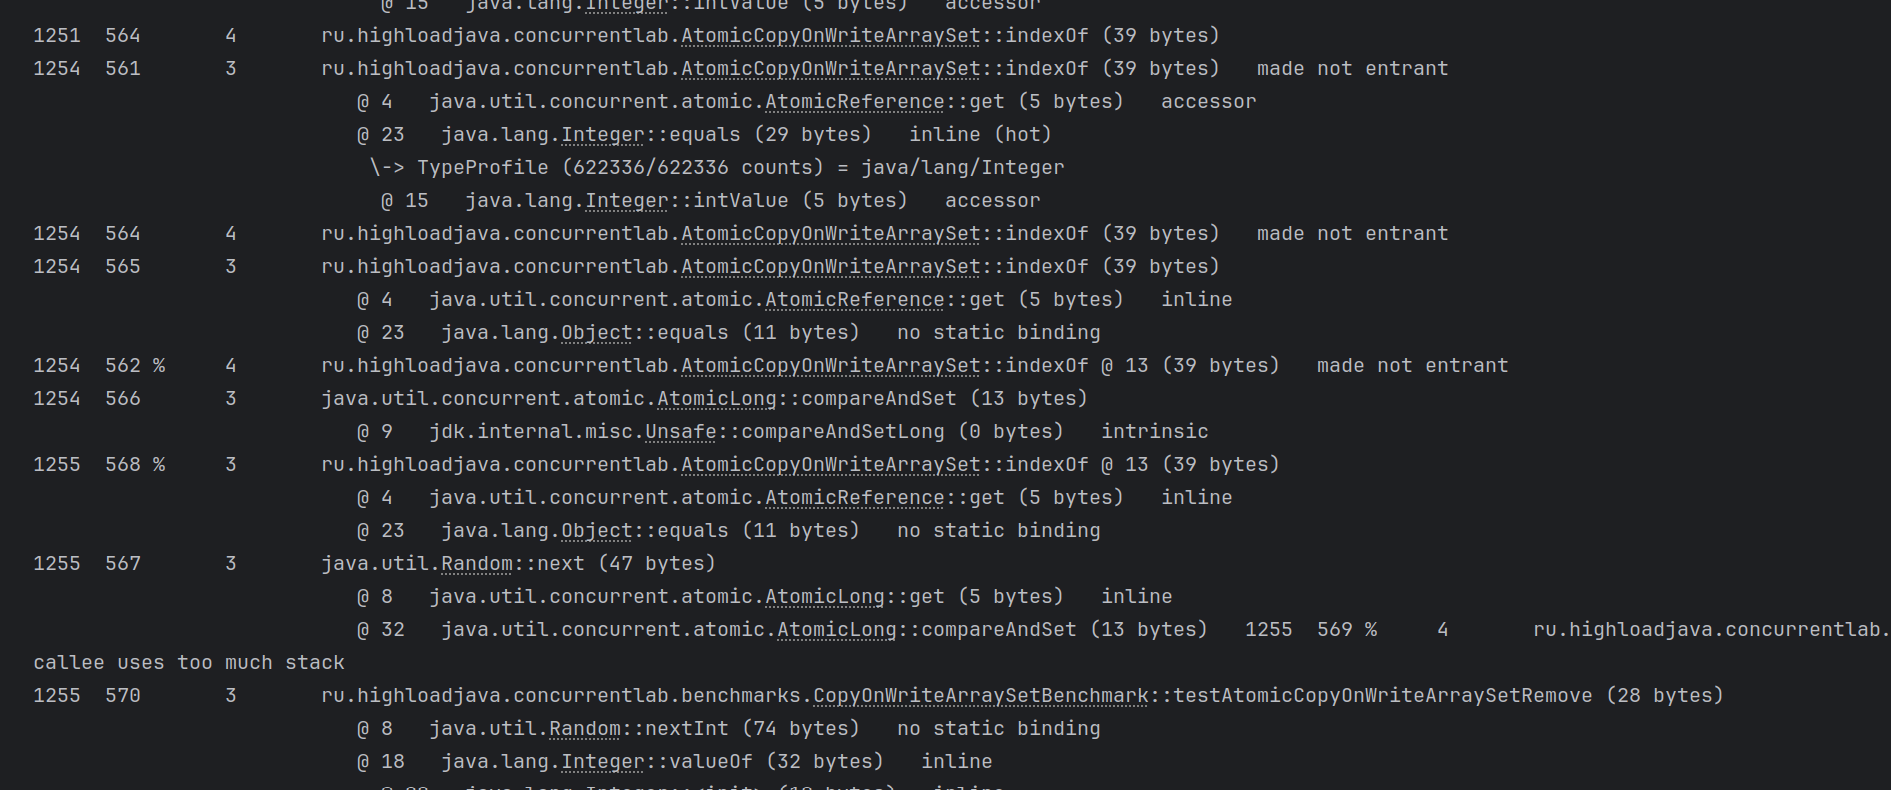 @ 15   java.lang.Integer::intValue (5 bytes)   accessor
1251  564       4       ru.highloadjava.concurrentlab.AtomicCopyOnWriteArraySet::indexOf (39 bytes)
1254  561       3       ru.highloadjava.concurrentlab.AtomicCopyOnWriteArraySet::indexOf (39 bytes)   made not entrant
@ 4   java.util.concurrent.atomic.AtomicReference::get (5 bytes)   accessor
@ 23   java.lang.Integer::equals (29 bytes)   inline (hot)
\-> TypeProfile (622336/622336 counts) = java/lang/Integer
@ 15   java.lang.Integer::intValue (5 bytes)   accessor
1254  564       4       ru.highloadjava.concurrentlab.AtomicCopyOnWriteArraySet::indexOf (39 bytes)   made not entrant
1254  565       3       ru.highloadjava.concurrentlab.AtomicCopyOnWriteArraySet::indexOf (39 bytes)
@ 4   java.util.concurrent.atomic.AtomicReference::get (5 bytes)   inline
@ 23   java.lang.Object::equals (11 bytes)   no static binding
1254  562 %     4       ru.highloadjava.concurrentlab.AtomicCopyOnWriteArraySet::indexOf @ 13 (39 bytes)   made not entrant
1254  566       3       java.util.concurrent.atomic.AtomicLong::compareAndSet (13 bytes)
@ 9   jdk.internal.misc.Unsafe::compareAndSetLong (0 bytes)   intrinsic
1255  568 %     3       ru.highloadjava.concurrentlab.AtomicCopyOnWriteArraySet::indexOf @ 13 (39 bytes)
@ 4   java.util.concurrent.atomic.AtomicReference::get (5 bytes)   inline
@ 23   java.lang.Object::equals (11 bytes)   no static binding
1255  567       3       java.util.Random::next (47 bytes)
@ 8   java.util.concurrent.atomic.AtomicLong::get (5 bytes)   inline
@ 32   java.util.concurrent.atomic.AtomicLong::compareAndSet (13 bytes)   1255  569 %     4       ru.highloadjava.concurrentlab.
callee uses too much stack
1255  570       3       ru.highloadjava.concurrentlab.benchmarks.CopyOnWriteArraySetBenchmark::testAtomicCopyOnWriteArraySetRemove (28 bytes)
@ 8   java.util.Random::nextInt (74 bytes)   no static binding
@ 18   java.lang.Integer::valueOf (32 bytes)   inline